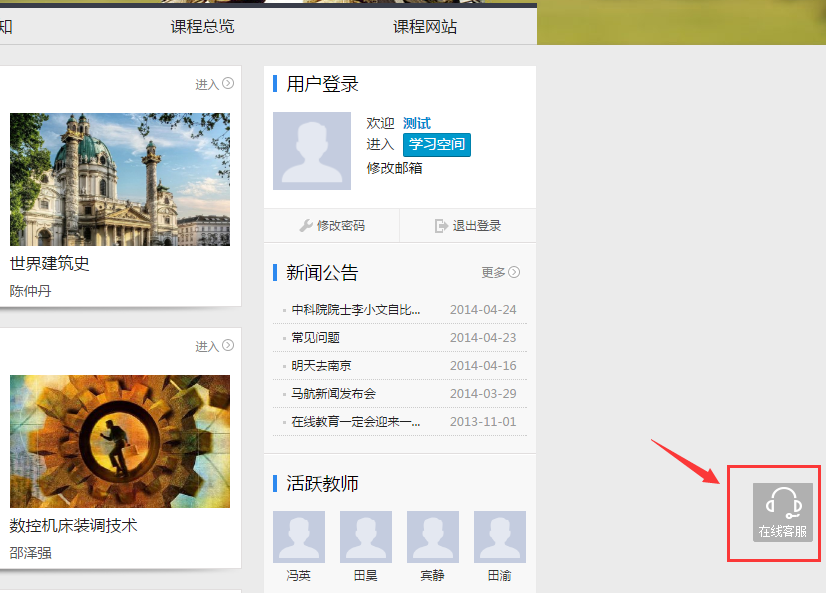 知
课程总览
课程网站
进入
世界建筑史
陈仲丹
进入
数控机床装调技术
邵泽强
用户登录
欢迎 测试
进入 学习空间
修改邮箱
修改密码
退出登录
新闻公告
更多
中科院院士李小文自比... 2014-04-24
常见问题 2014-04-23
明天去南京 2014-04-16
马航新闻发布会 2014-03-29
在线教育一定会迎来一... 2013-11-01
活跃教师
冯英
田昊
宾静
田渝
在线客服